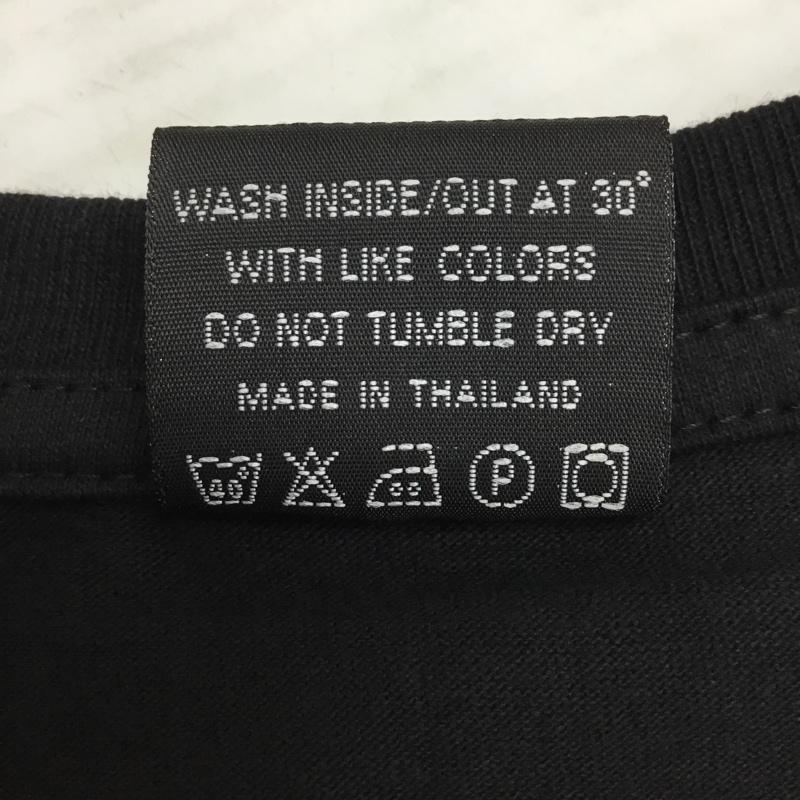 WASH INSIDE/OUT AT 30°
WITH LIKE COLORS
DO NOT TUMBLE DRY
MADE IN THAILAND
P